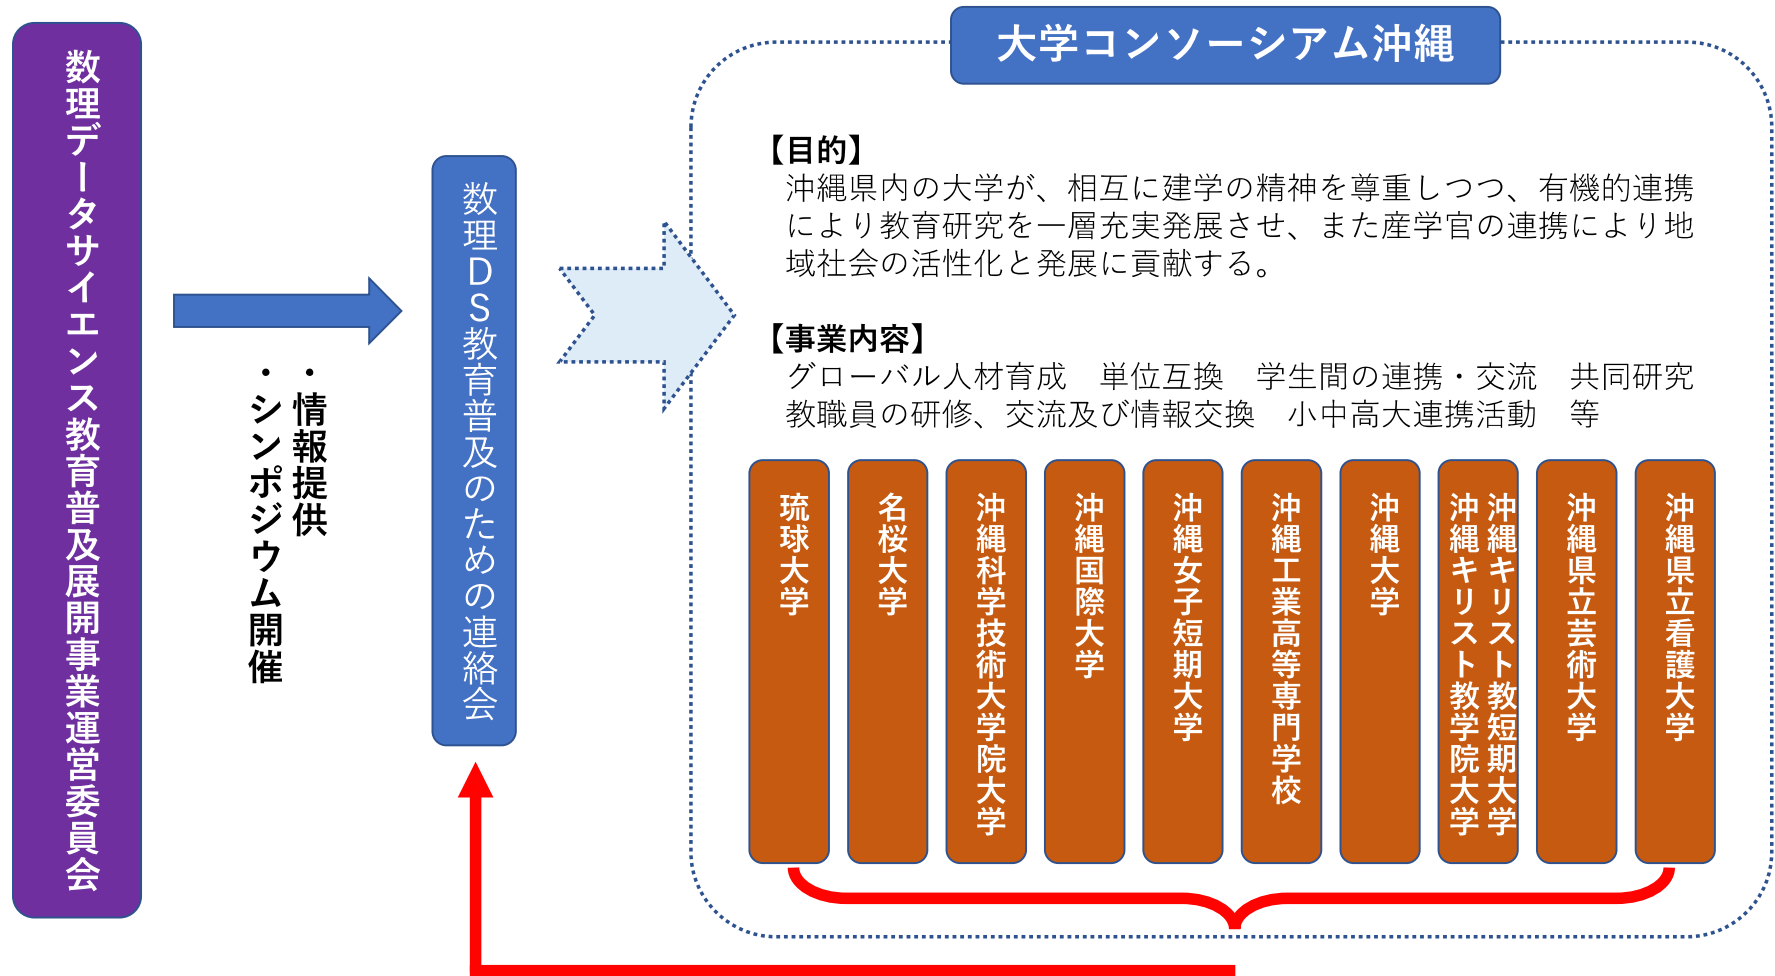 数理データサイエンス教育普及展開事業運営委員会
・情報提供
・シンポジウム開催
数理DS教育普及のための連絡会
大学コンソーシアム沖縄
【目的】
沖縄県内の大学が、相互に建学の精神を尊重しつつ、有機的連携
により教育研究を一層充実発展させ、また産学官の連携により地
域社会の活性化と発展に貢献する。
【事業内容】
グローバル人材育成　単位互換　学生間の連携・交流　共同研究
教職員の研修、交流及び情報交換　小中高大連携活動　等
琉球大学
名桜大学
沖縄科学技術大学院大学
沖縄国際大学
沖縄女子短期大学
沖縄工業高等専門学校
沖縄大学
沖縄キリスト教短期大学
沖縄キリスト教学院大学
沖縄県立芸術大学
沖縄県立看護大学